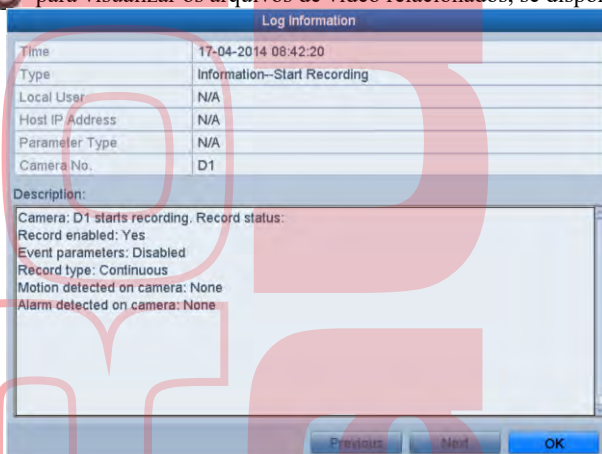 para visualizar os arquivos de vídeo relacionados, se dispon
Log Information
Time 17-04-2014 08:42:20
Type Information--Start Recording
Local User N/A
Host IP Address N/A
Parameter Type N/A
Camera No. D1
Description:
Camera: D1 starts recording. Record status:
Record enabled: Yes
Event parameters: Disabled
Record type: Continuous
Motion detected on camera: None
Alarm detected on camera: None
Previous Next OK